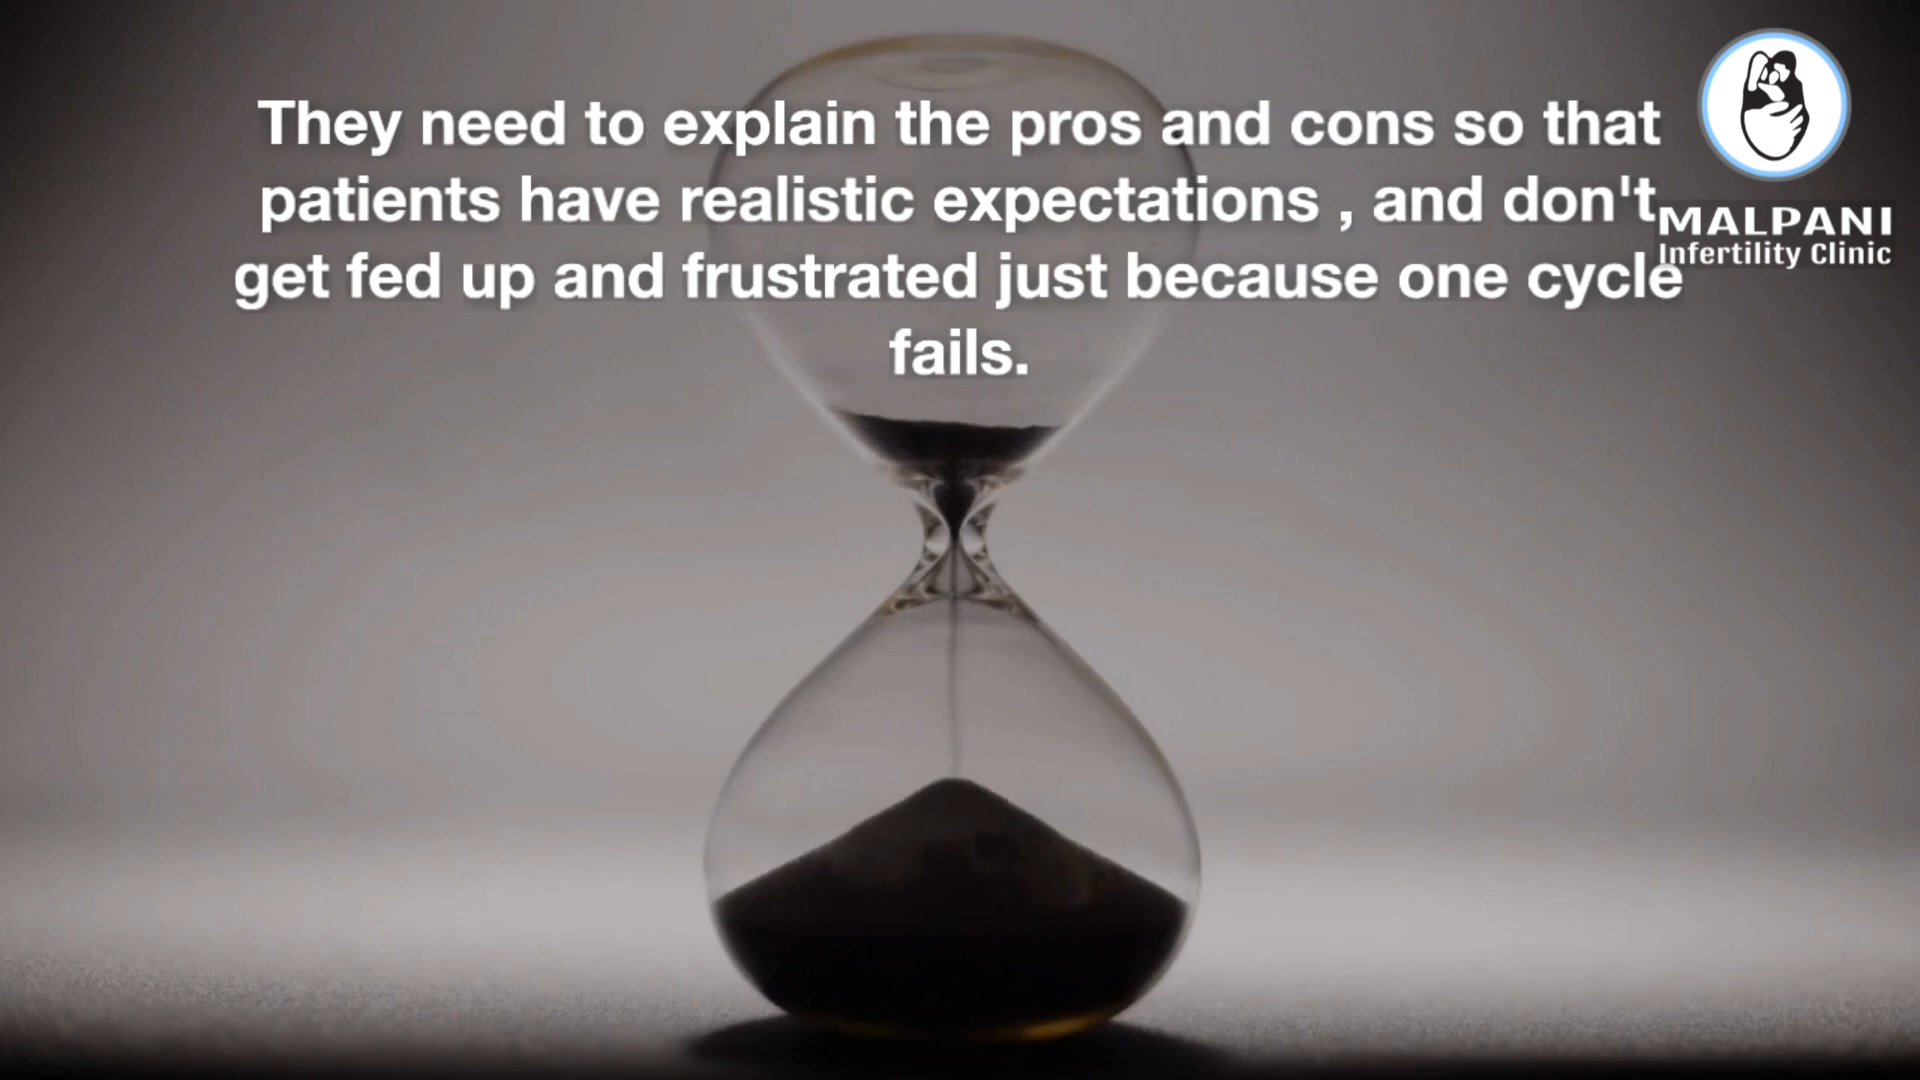 They need to explain the pros and cons so that
patients have realistic expectations , and don't
get fed up and frustrated just because one cycle
fails.
MALPANI
Infertility Clinic